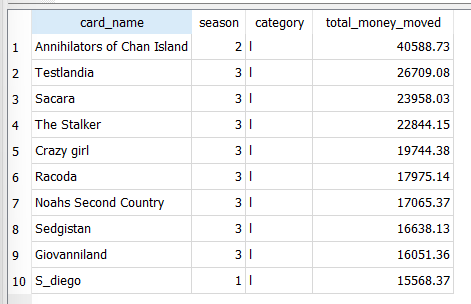 card_name season category total_money_moved
1 Annihilators of Chan Island 2 l 40588.73
2 Testlandia 3 l 26709.08
3 Sacara 3 l 23958.03
4 The Stalker 3 l 22844.15
5 Crazy girl 3 l 19744.38
6 Racoda 3 l 17975.14
7 Noahs Second Country 3 l 17065.37
8 Sedgistan 3 l 16638.13
9 Giovanniland 3 l 16051.36
10 S_diego 1 l 15568.37